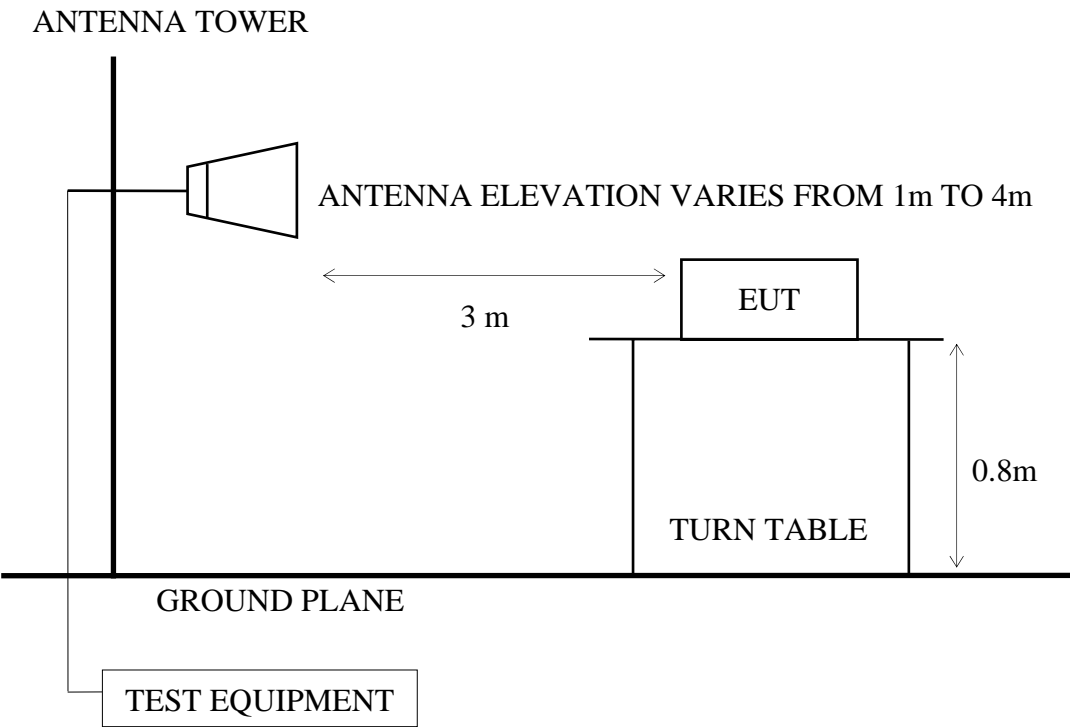 ANTENNA TOWER
ANTENNA ELEVATION VARIES FROM 1m TO 4m
EUT
3 m
0.8m
TURN TABLE
GROUND PLANE
TEST EQUIPMENT